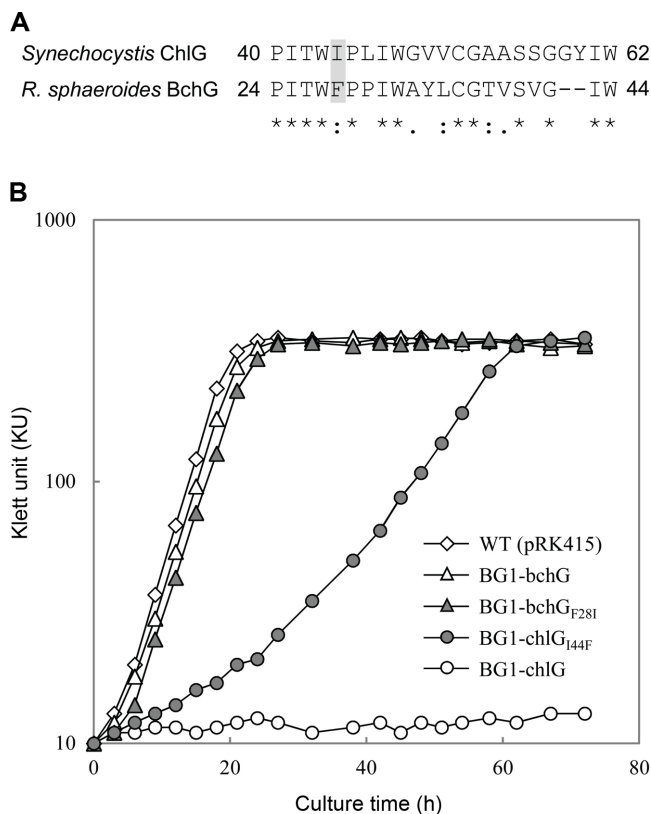 A
Synechocystis ChlG 40 PITWIPLIWGVVCGAASSGGYIW 62
R. sphaeroides BchG 24 PITWFPPIWAYLCGTVSVG--IW 44
****:* **. :**:.* * **
B
1000
100
10
Klett unit (KU)
WT (pRK415)
BG1-bchG
BG1-bchGF28I
BG1-chlGI44F
BG1-chlG
0 20 40 60 80
Culture time (h)